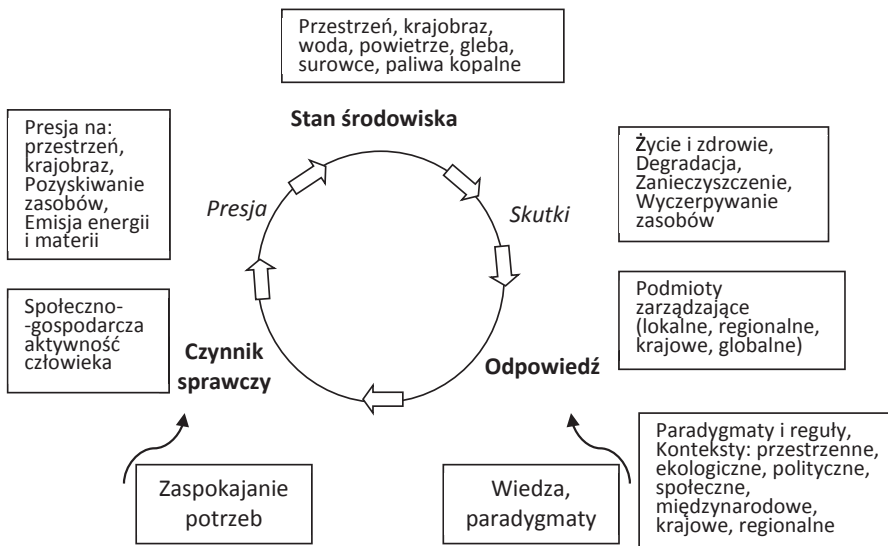 Przestrzeń, krajobraz,
woda, powietrze, gleba,
surowce, paliwa kopalne
Stan środowiska
Presja na:
przestrzeń,
krajobraz,
Pozyskiwanie
zasobów,
Emisja energii
i materii
Presja
Skutki
Życie i zdrowie,
Degradacja,
Zanieczyszczenie,
Wyczerpywanie
zasobów
Społeczno-
-gospodarcza
aktywność
człowieka
Czynnik
sprawczy
Odpowiedź
Podmioty
zarządzające
(lokalne, regionalne,
krajowe, globalne)
Zaspokajanie
potrzeb
Wiedza,
paradygmaty
Paradygmaty i reguły,
Konteksty: przestrzenne,
ekologiczne, polityczne,
społeczne,
międzynarodowe,
krajowe, regionalne